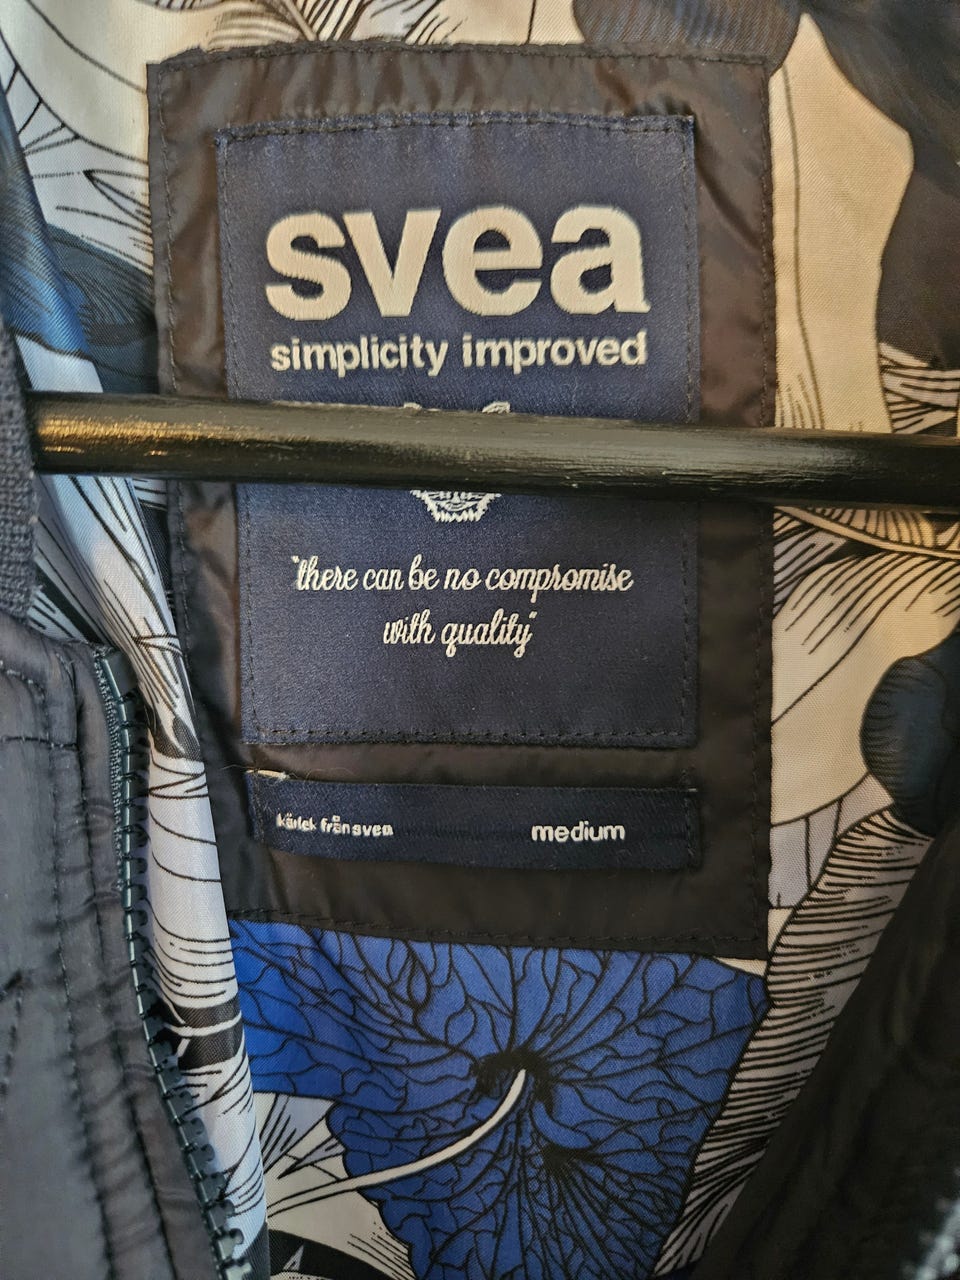 svea
simplicity improved
"there can be no compromise
with quality"
kärlek från svea
medium